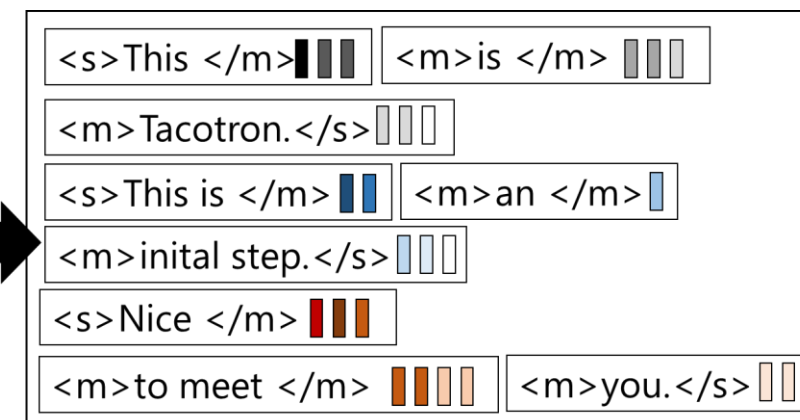 <s>This </m> <m>is </m>
<m>Tacotron.</s>
<s>This is </m> <m>an </m>
<m>inital step.</s>
<s>Nice </m>
<m>to meet </m> <m>you.</s>